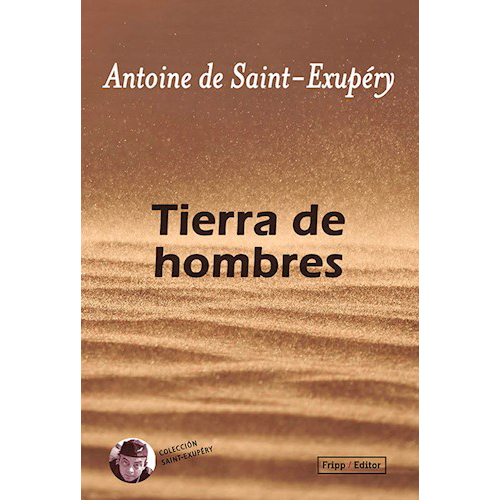 Antoine de Saint-Exupéry
Tierra de
hombres
COLECCIÓN
SAINT-EXUPÉRY
Fripp / Editor